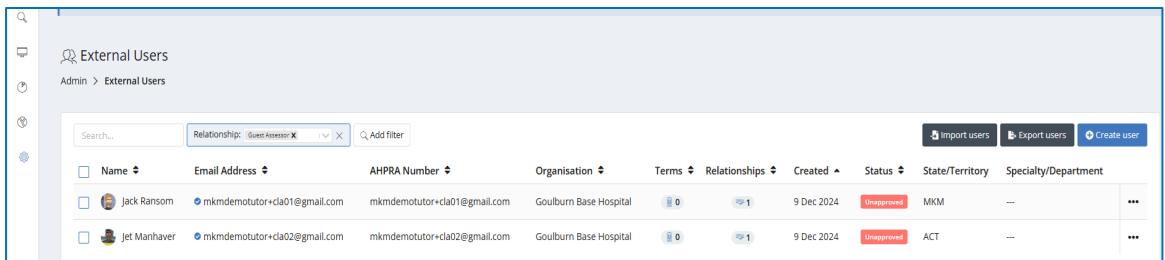 External Users
Admin > External Users
Search... Relationship: Guest Assessor X Add filter Import users Export users Create user
Name Email Address AHPRA Number Organisation Terms Relationships Created Status State/Territory Specialty/Department
Jack Ransom mkmdemotutor+cla01@gmail.com mkmdemotutor+cla01@gmail.com Goulburn Base Hospital 0 1 9 Dec 2024 Unapproved MKM ---
Jet Manhaver mkmdemotutor+cla02@gmail.com mkmdemotutor+cla02@gmail.com Goulburn Base Hospital 0 1 9 Dec 2024 Unapproved ACT ---